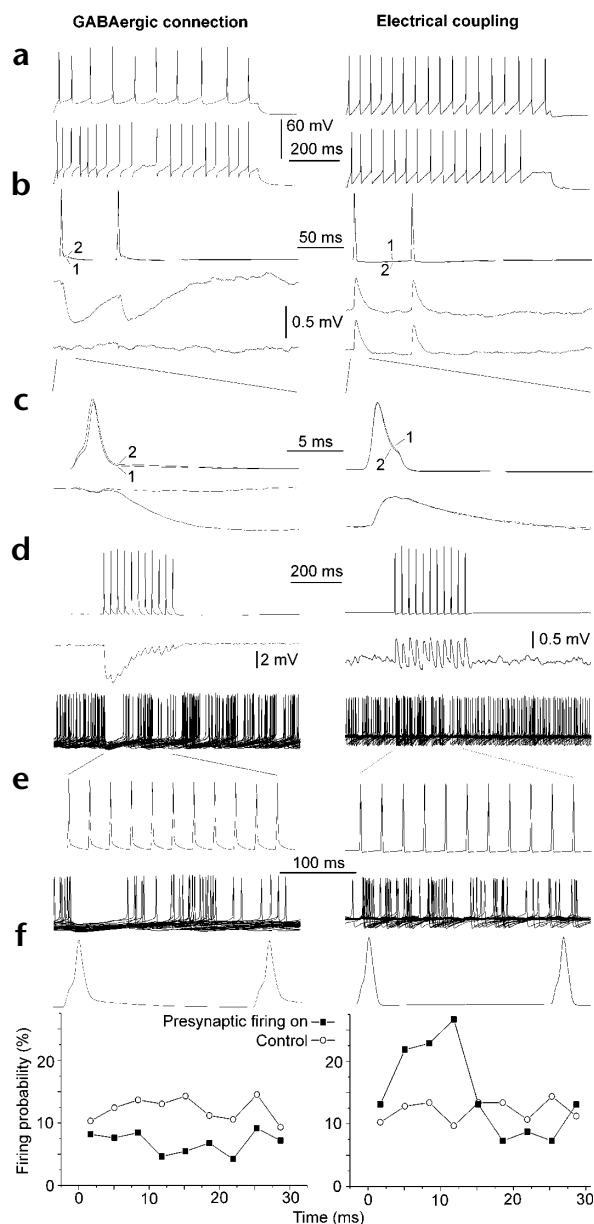 GABAergic connection
Electrical coupling
a
60 mV
200 ms
b
2
1
50 ms
1
2
0.5 mV
c
2
1
5 ms
1
2
d
200 ms
2 mV
0.5 mV
e
100 ms
f
Presynaptic firing on
Control
Firing probability (%)
20
10
0
20
10
0
0 10 20 30
0 10 20 30
Time (ms)